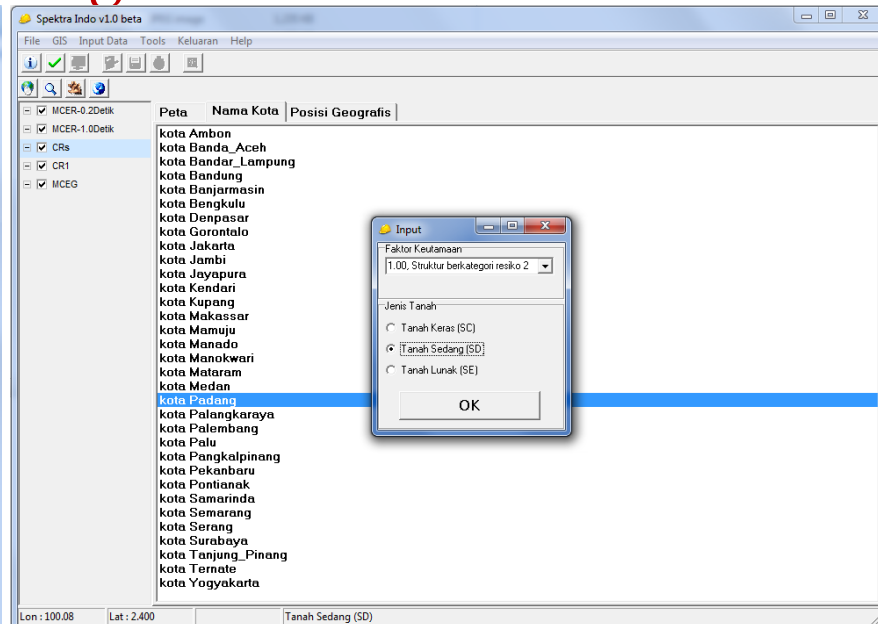 ()
Spektra Indo v1.0 beta
File GIS Input Data Tools Keluaran Help
Peta Nama Kota Posisi Geografis
MCER-0.2Detik
MCER-1.0Detik
CRs
CR1
MCEG
kota Ambon
kota Banda_Aceh
kota Bandar_Lampung
kota Bandung
kota Banjarmasin
kota Bengkulu
kota Denpasar
kota Gorontalo
kota Jakarta
kota Jambi
kota Jayapura
kota Kendari
kota Kupang
kota Makassar
kota Mamuju
kota Manado
kota Manokwari
kota Mataram
kota Medan
kota Padang
kota Palangkaraya
kota Palembang
kota Palu
kota Pangkalpinang
kota Pekanbaru
kota Pontianak
kota Samarinda
kota Semarang
kota Serang
kota Surabaya
kota Tanjung_Pinang
kota Ternate
kota Yogyakarta
Input
Faktor Keutamaan
1.00, Struktur berkategori resiko 2
Jenis Tanah
Tanah Keras (SC)
Tanah Sedang (SD)
Tanah Lunak (SE)
OK
Lon : 100.08 Lat : 2.400 Tanah Sedang (SD)